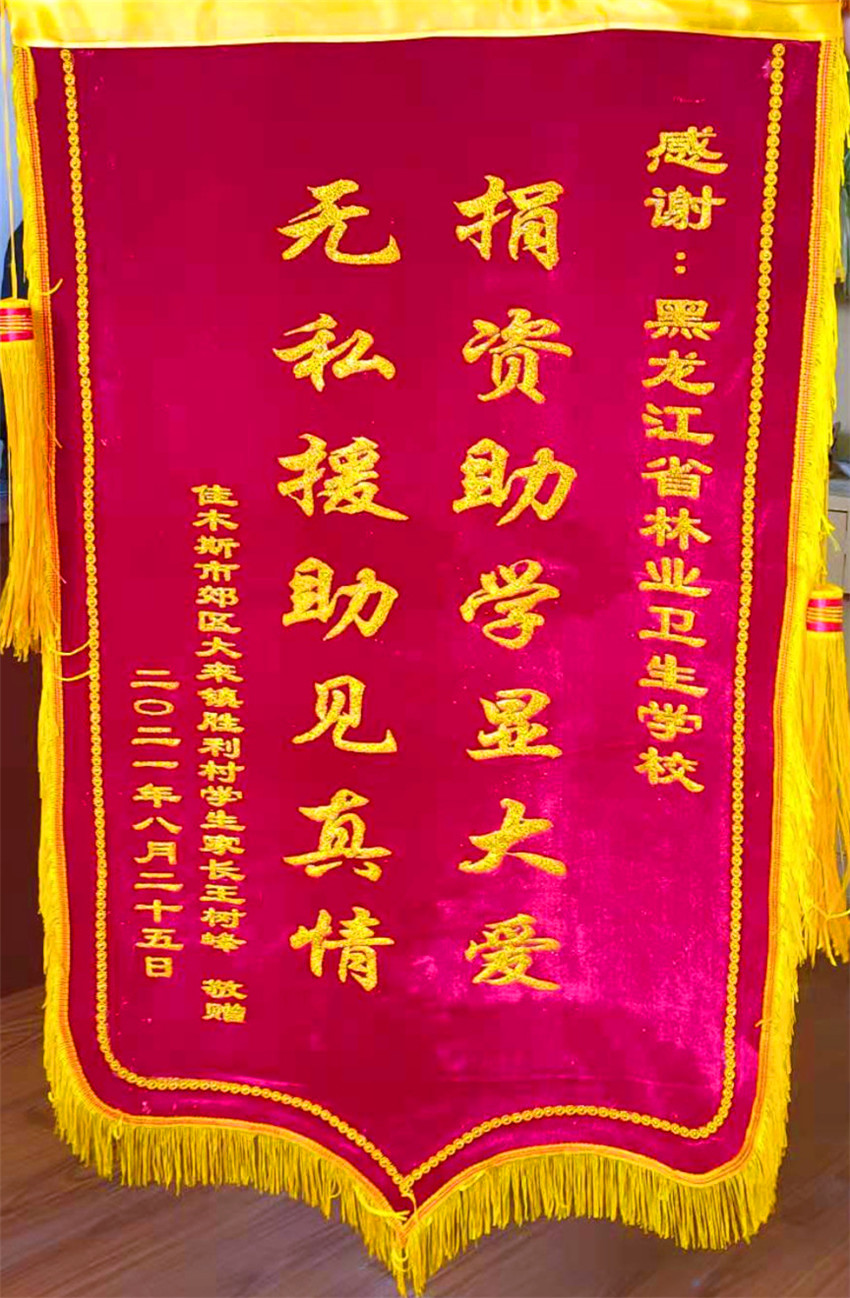 感谢：黑龙江省林业卫生学校
捐资助学显大爱
无私援助见真情
佳木斯市郊区大来镇胜利村学生家长王树峰 敬赠
二〇二一年八月二十五日